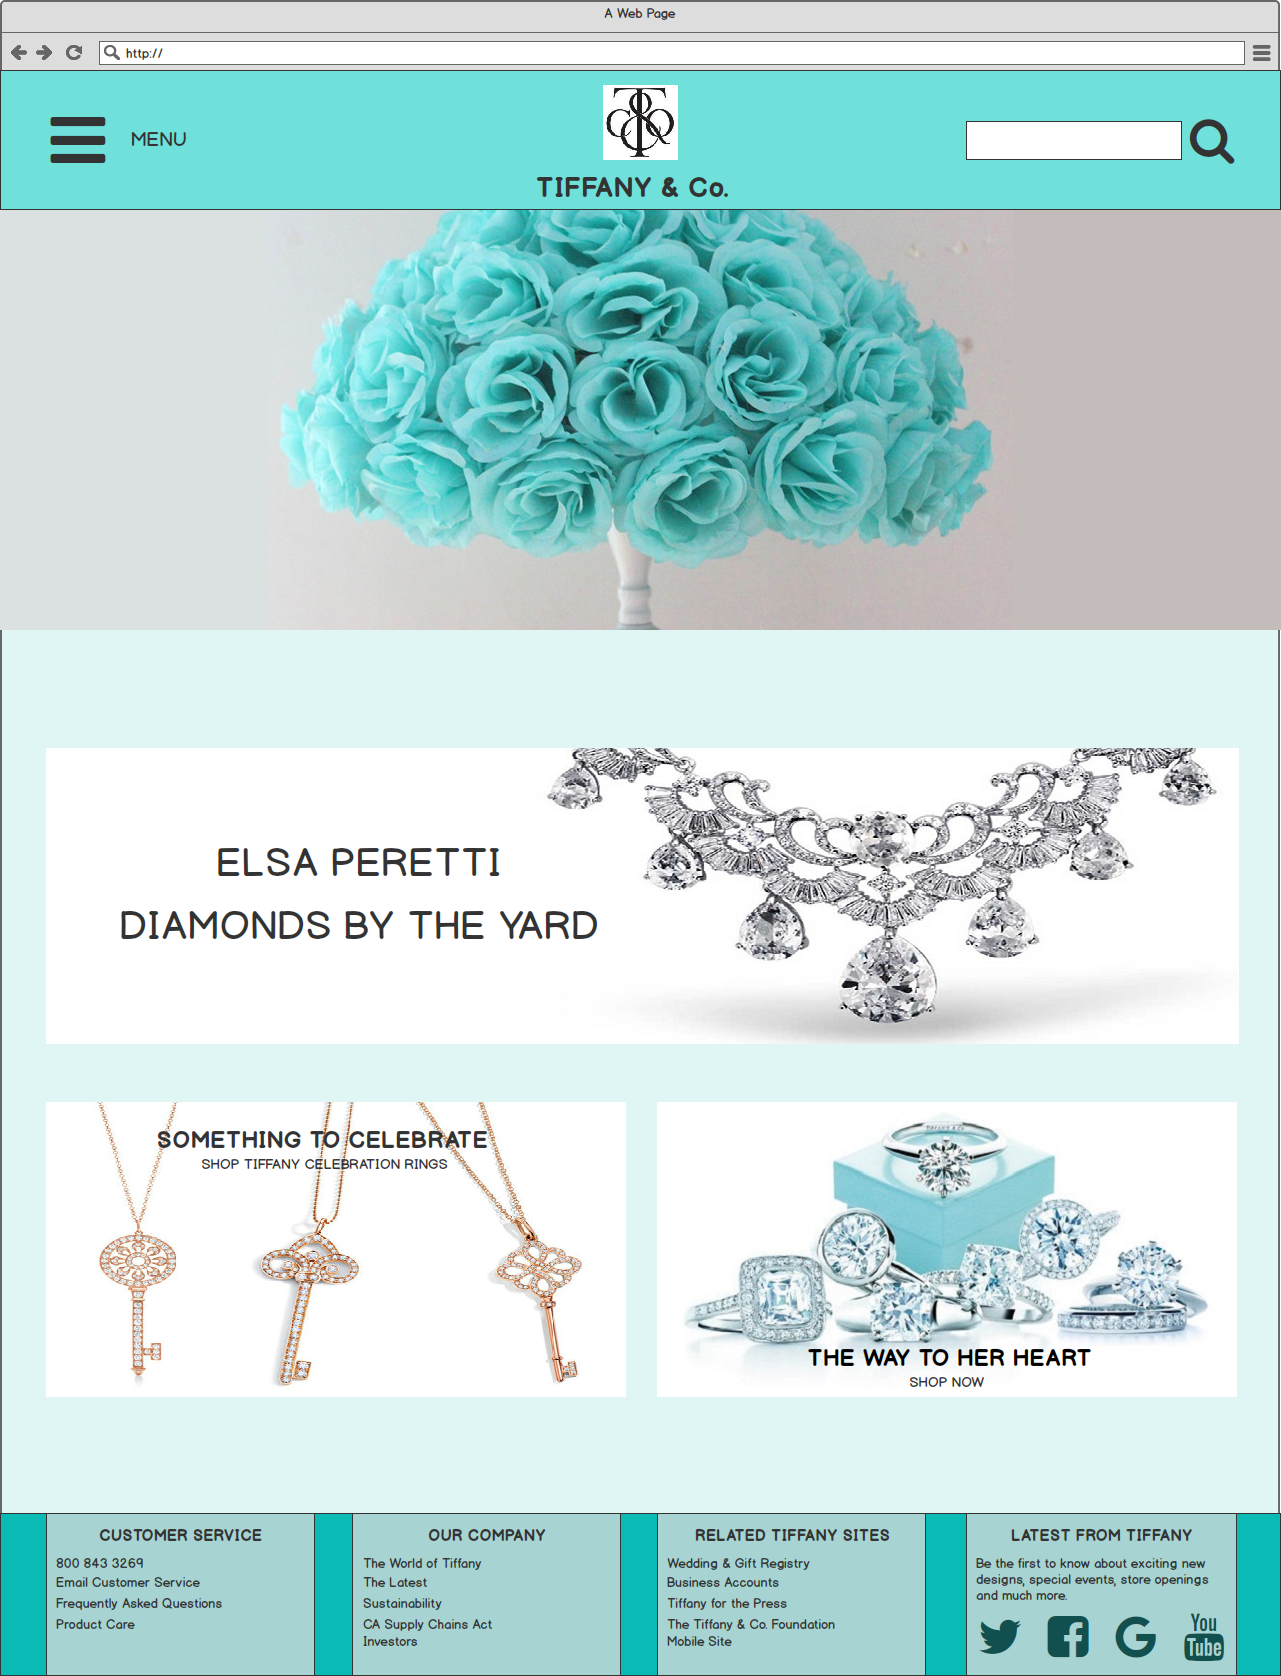 A Web Page
http://
MENU
T&CO
TIFFANY & Co.
ELSA PERETTI
DIAMONDS BY THE YARD
SOMETHING TO CELEBRATE
SHOP TIFFANY CELEBRATION RINGS
TIFFANY & CO
THE WAY TO HER HEART
SHOP NOW
CUSTOMER SERVICE
800 843 3269
Email Customer Service
Frequently Asked Questions
Product Care
OUR COMPANY
The World of Tiffany
The Latest
Sustainability
CA Supply Chains Act
Investors
RELATED TIFFANY SITES
Wedding & Gift Registry
Business Accounts
Tiffany for the Press
The Tiffany & Co. Foundation
Mobile Site
LATEST FROM TIFFANY
Be the first to know about exciting new
designs, special events, store openings
and much more.
You
Tube